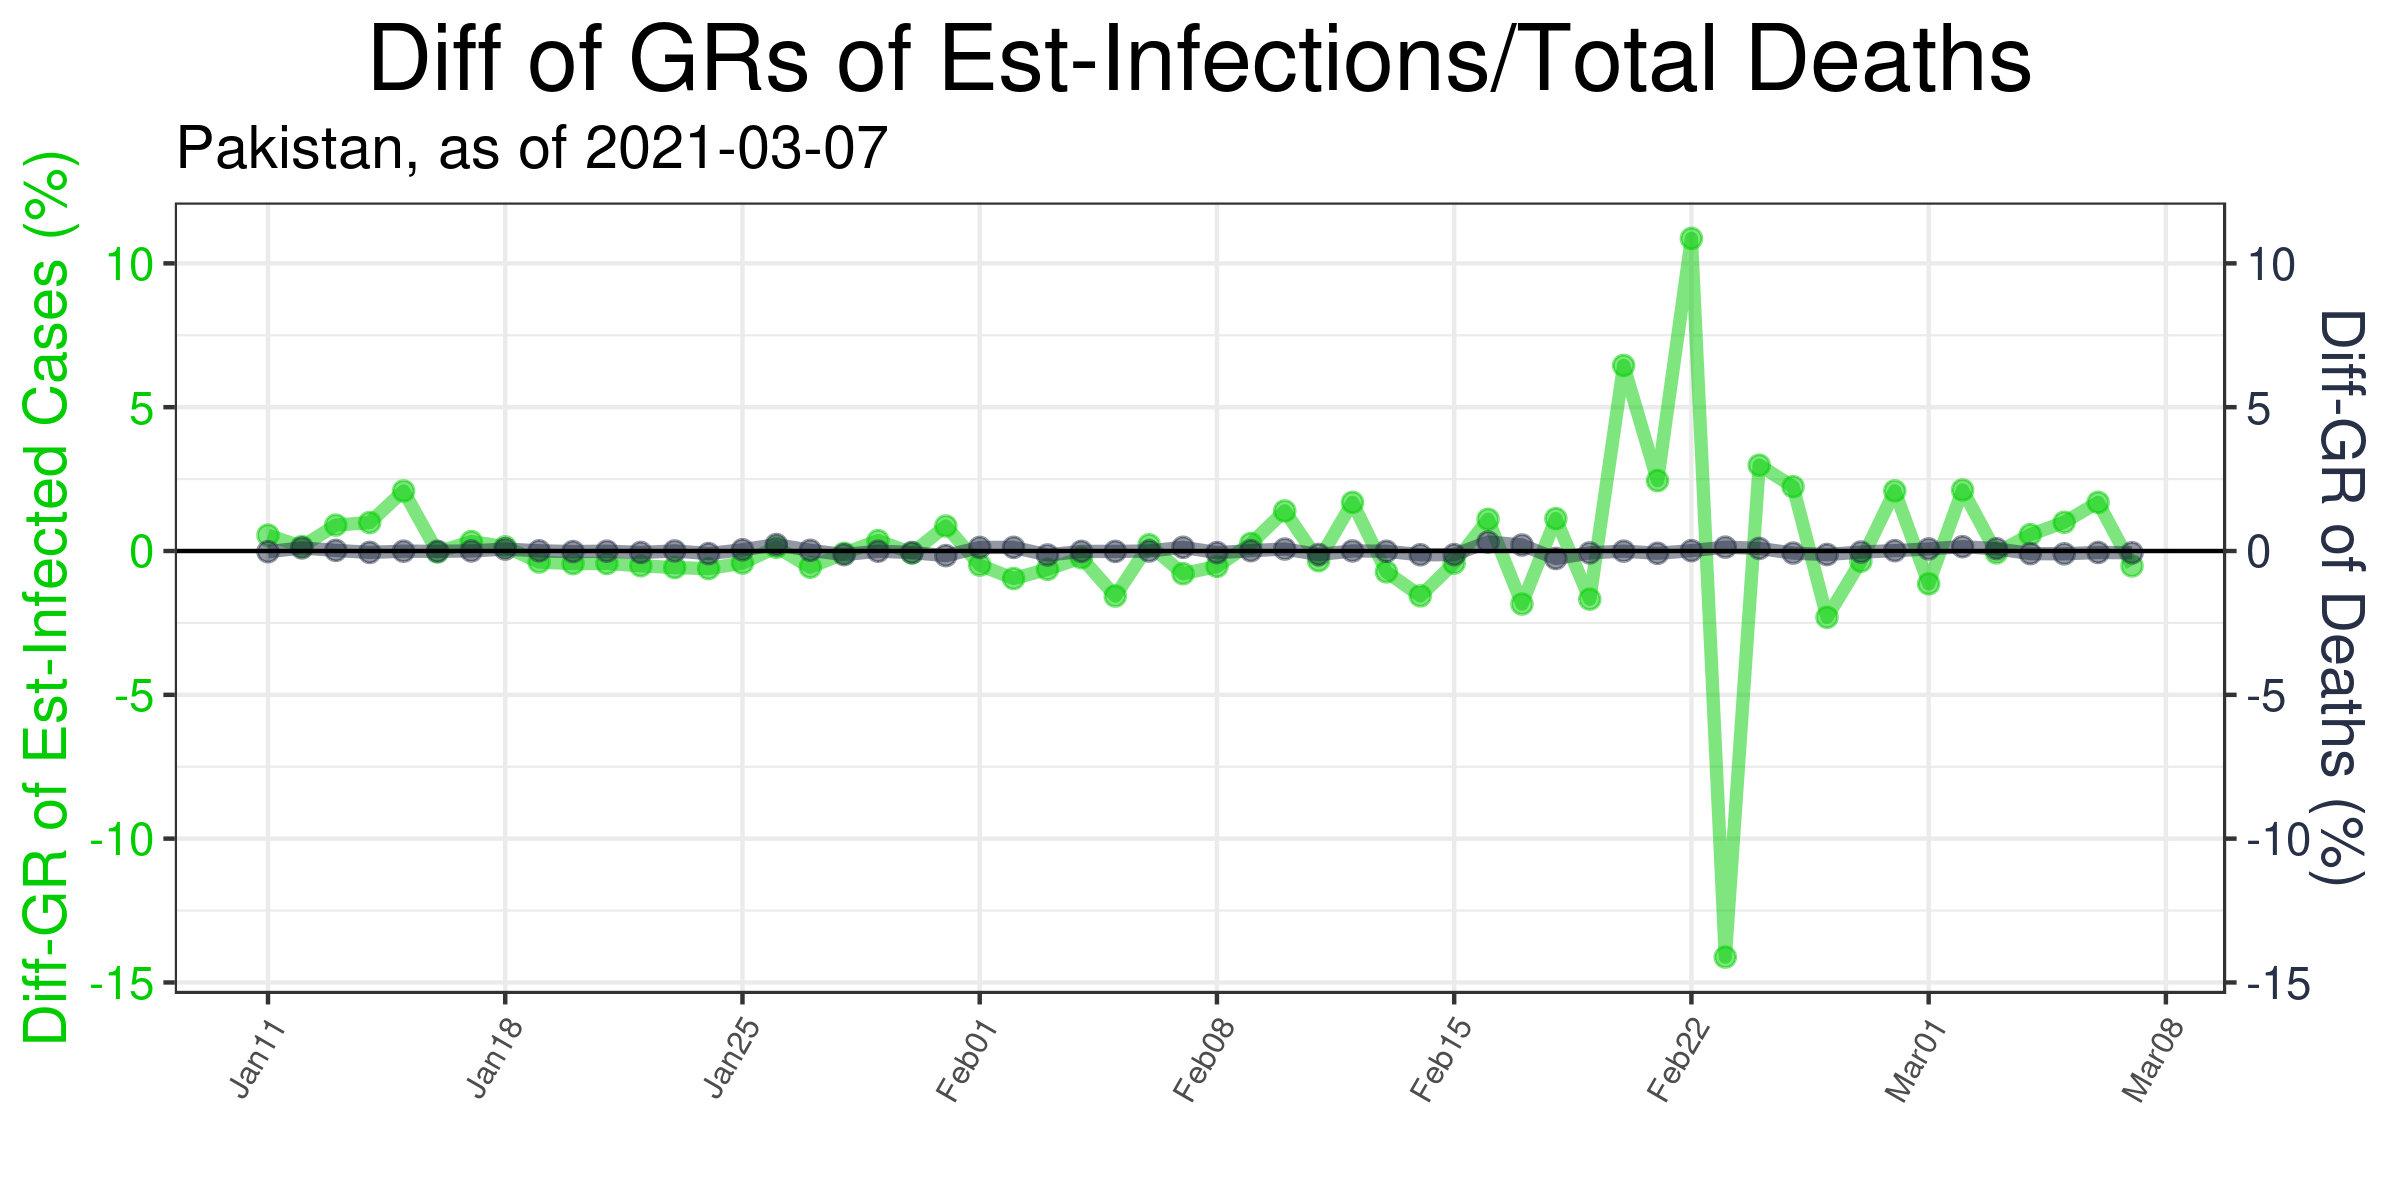 Diff of GRs of Est-Infections/Total Deaths
Pakistan, as of 2021-03-07
Diff-GR of Est-Infected Cases (%)
10
5
0
-5
-10
-15
10
5
0
-5
-10
-15
Diff-GR of Deaths (%)
Jan11
Jan18
Jan25
Feb01
Feb08
Feb15
Feb22
Mar01
Mar08